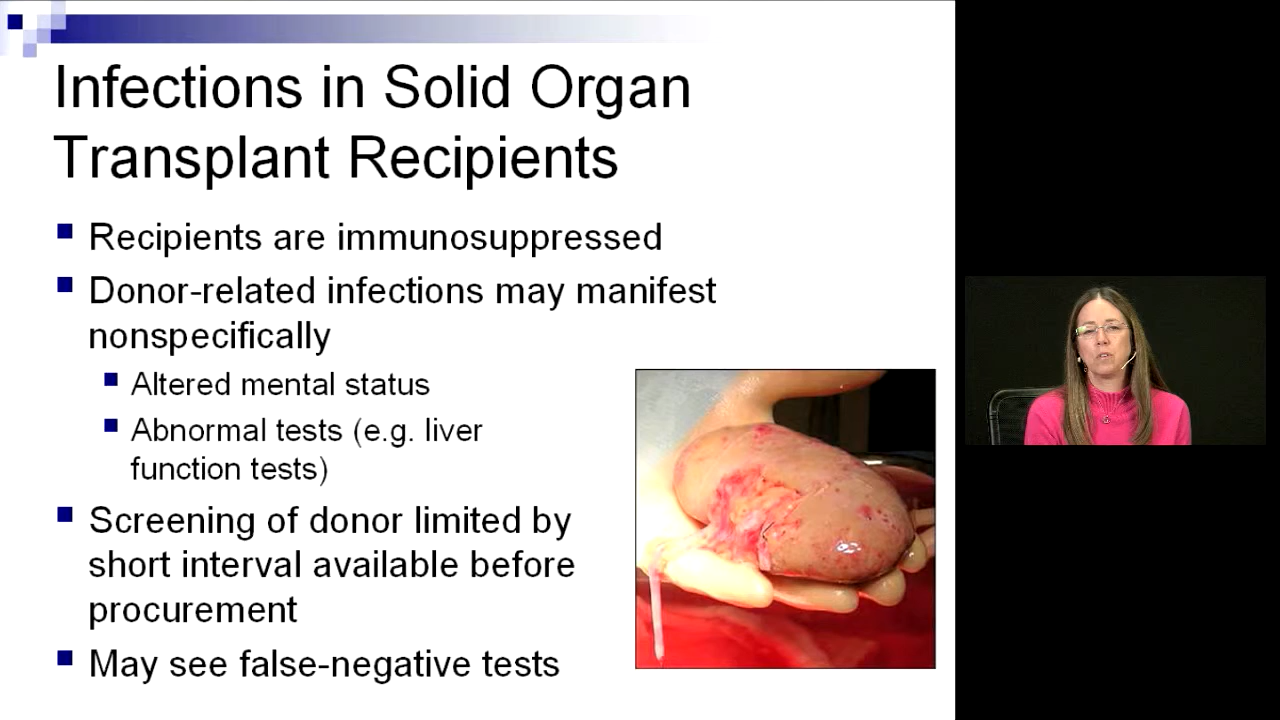 Infections in Solid Organ
Transplant Recipients
Recipients are immunosuppressed
Donor-related infections may manifest
nonspecifically
Altered mental status
Abnormal tests (e.g. liver
function tests)
Screening of donor limited by
short interval available before
procurement
May see false-negative tests